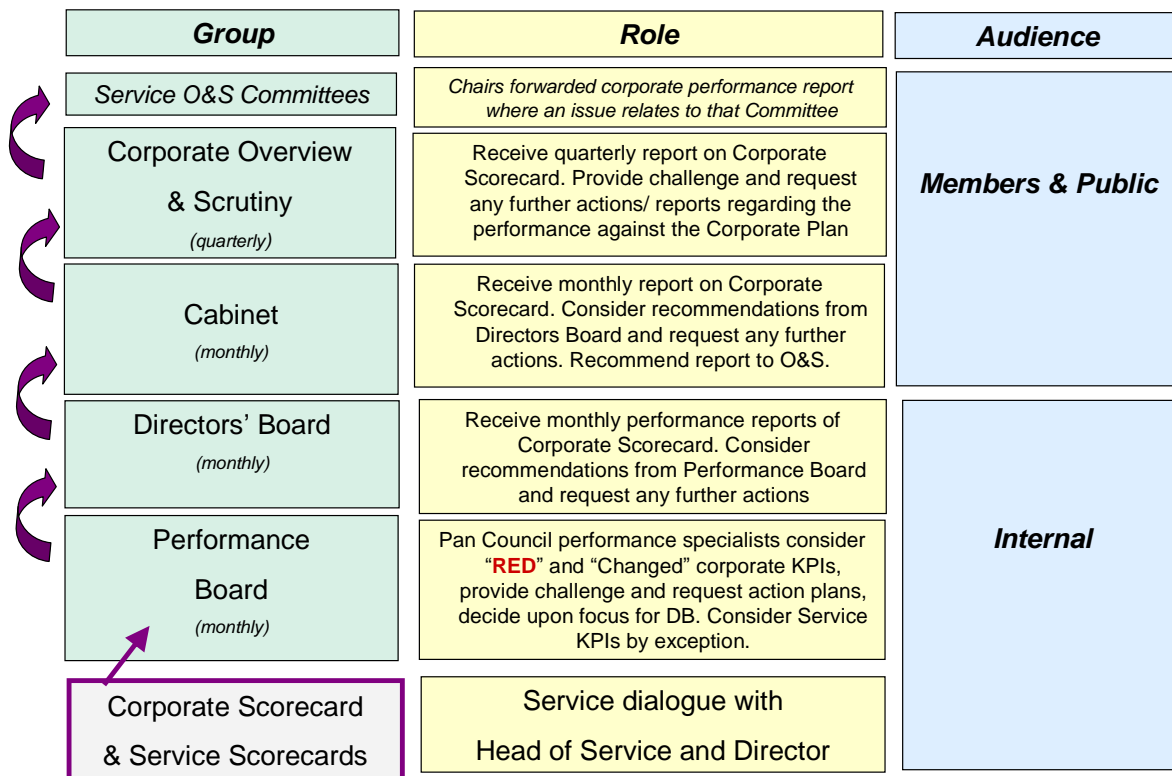 Group
Role
Audience
Service O&S Committees
Chairs forwarded corporate performance report
where an issue relates to that Committee
Corporate Overview
& Scrutiny
(quarterly)
Receive quarterly report on Corporate
Scorecard. Provide challenge and request
any further actions/ reports regarding the
performance against the Corporate Plan
Members & Public
Cabinet
(monthly)
Receive monthly report on Corporate
Scorecard. Consider recommendations from
Directors Board and request any further
actions. Recommend report to O&S.
Directors’ Board
(monthly)
Receive monthly performance reports of
Corporate Scorecard. Consider
recommendations from Performance Board
and request any further actions
Performance
Board
(monthly)
Pan Council performance specialists consider
“RED” and “Changed” corporate KPIs,
provide challenge and request action plans,
decide upon focus for DB. Consider Service
KPIs by exception.
Internal
Corporate Scorecard
& Service Scorecards
Service dialogue with
Head of Service and Director